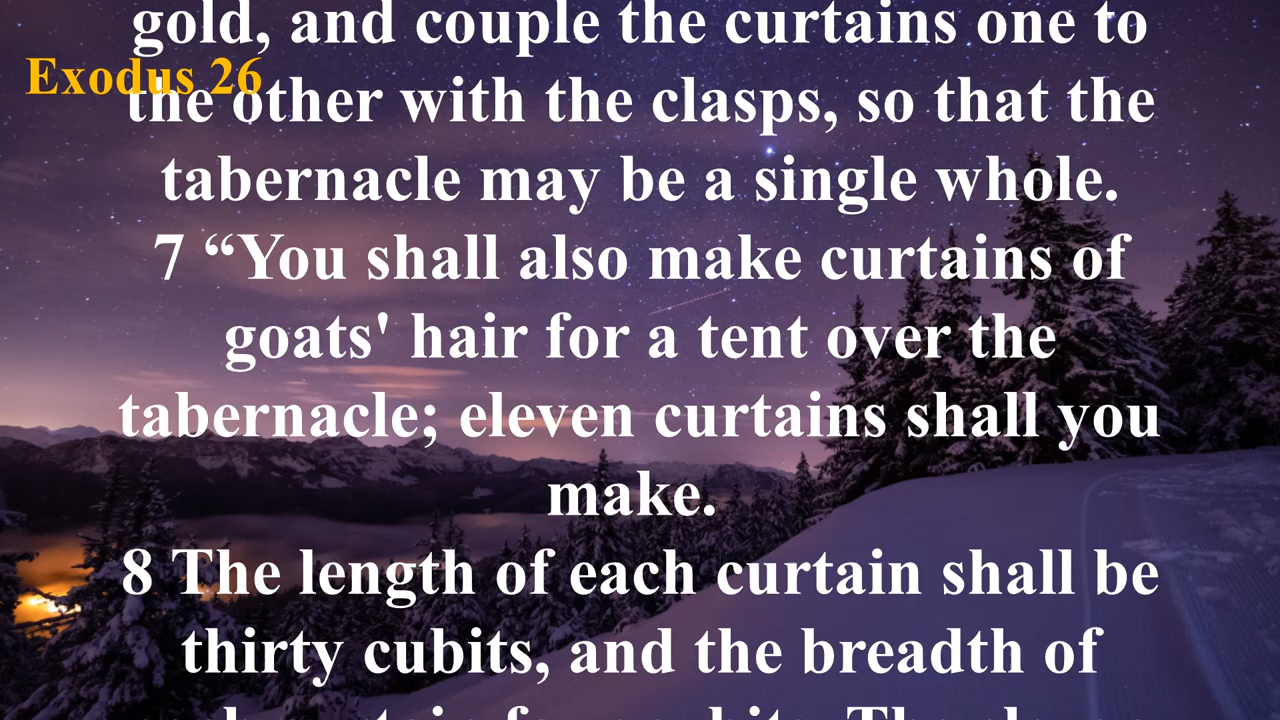 gold, and couple the curtains one to
Exodus 26
the other with the clasps, so that the
tabernacle may be a single whole.
7 “You shall also make curtains of
goats' hair for a tent over the
tabernacle; eleven curtains shall you
make.
8 The length of each curtain shall be
thirty cubits, and the breadth of